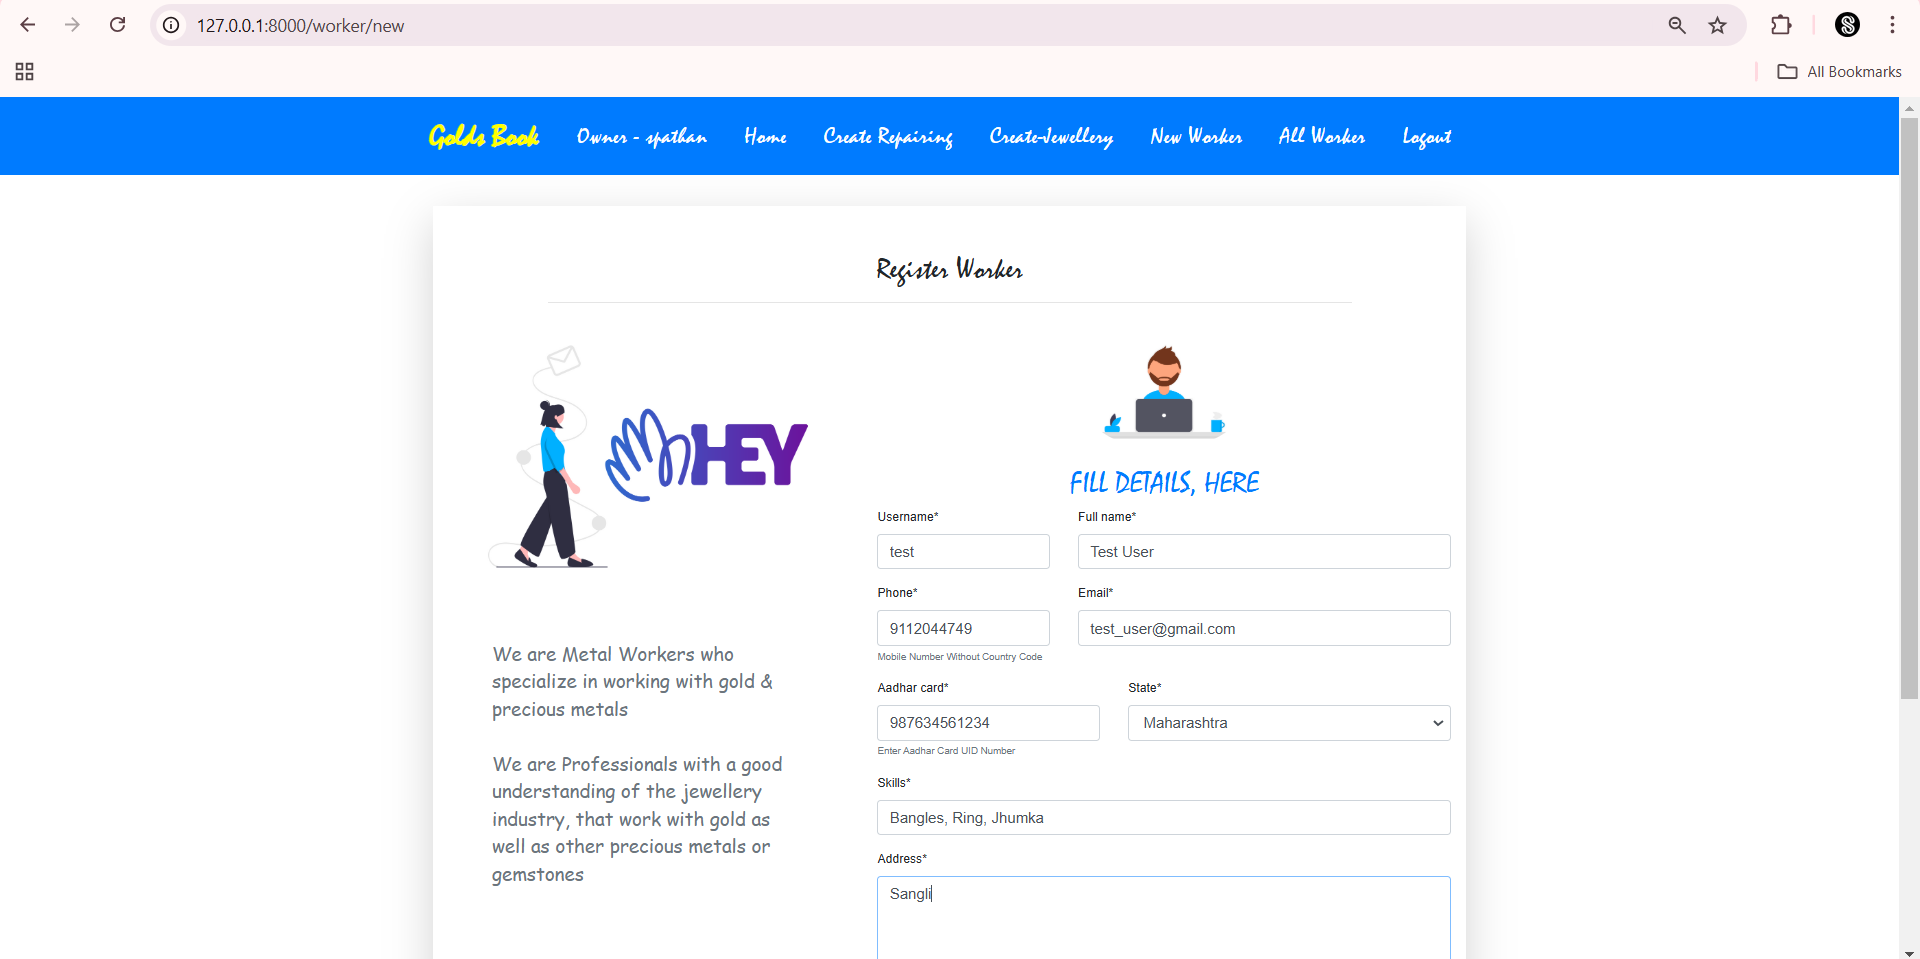 127.0.0.1:8000/worker/new
All Bookmarks
Golds Book Owner - spathan Home Create Repairing Create-Jewellery New Worker All Worker Logout
Register Worker
HEY
We are Metal Workers who
specialize in working with gold &
precious metals
We are Professionals with a good
understanding of the jewellery
industry, that work with gold as
well as other precious metals or
gemstones
FILL DETAILS, HERE
Username* Full name*
test Test User
Phone* Email*
9112044749 test_user@gmail.com
Mobile Number Without Country Code
Aadhar card* State*
987634561234 Maharashtra
Enter Aadhar Card UID Number
Skills*
Bangles, Ring, Jhumka
Address*
Sangli